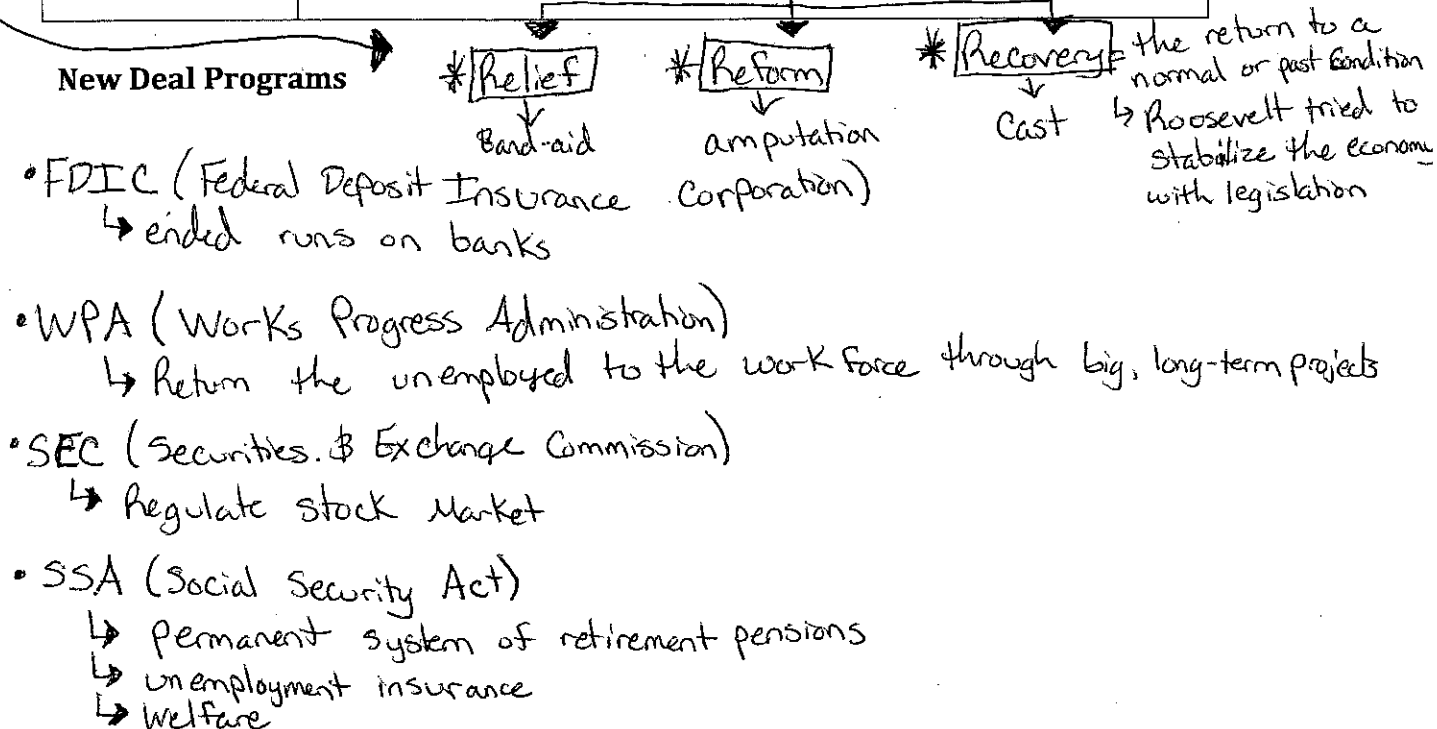 New Deal Programs
* Relief
Band-aid
* Reform
amputation
* Recovery = the return to a
normal or past condition
Cast
↳ Roosevelt tried to
stabilize the economy
with legislation
• FDIC (Federal Deposit Insurance Corporation)
↳ ended runs on banks
• WPA (Works Progress Administration)
↳ Return the unemployed to the work force through big, long-term projects
• SEC (Securities & Exchange Commission)
↳ Regulate stock Market
• SSA (Social Security Act)
↳ permanent system of retirement pensions
↳ unemployment insurance
↳ Welfare